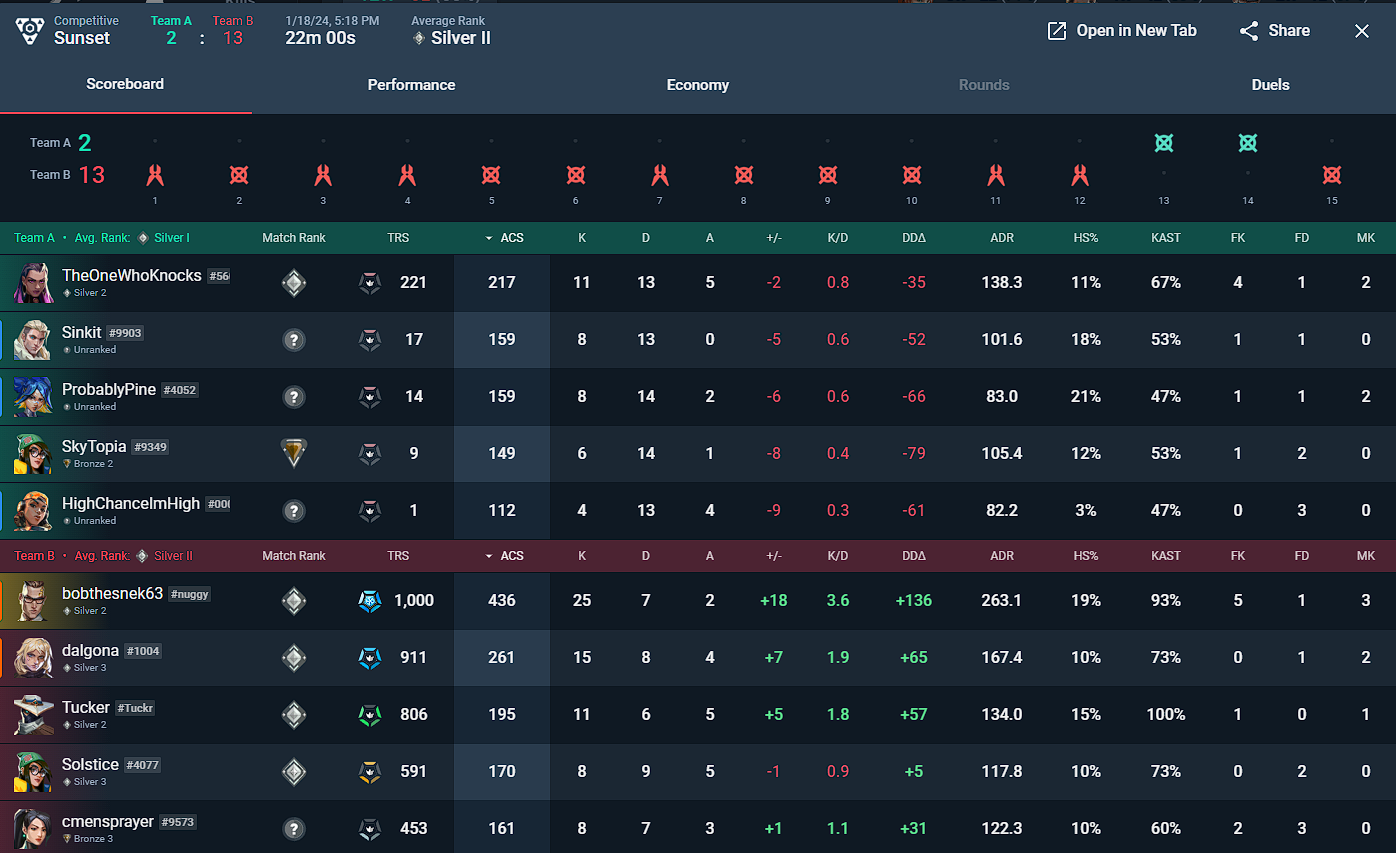 Competitive Team A Team B 1/18/24, 5:18 PM Average Rank
Sunset 2 : 13 22m 00s Silver II Open in New Tab Share
Scoreboard Performance Economy Rounds Duels
Team A 2
Team B 13
1 2 3 4 5 6 7 8 9 10 11 12 13 14 15
Team A • Avg. Rank: Silver I Match Rank TRS ACS K D A +/- K/D DDΔ ADR HS% KAST FK FD MK
TheOneWhoKnocks #56 221 217 11 13 5 -2 0.8 -35 138.3 11% 67% 4 1 2
Silver 2
Sinkit #9903 ? 17 159 8 13 0 -5 0.6 -52 101.6 18% 53% 1 1 0
Unranked
ProbablyPine #4052 ? 14 159 8 14 2 -6 0.6 -66 83.0 21% 47% 1 1 2
Unranked
SkyTopia #9349 9 149 6 14 1 -8 0.4 -79 105.4 12% 53% 1 2 0
Bronze 2
HighChanceImHigh #000 ? 1 112 4 13 4 -9 0.3 -61 82.2 3% 47% 0 3 0
Unranked
Team B • Avg. Rank: Silver II Match Rank TRS ACS K D A +/- K/D DDΔ ADR HS% KAST FK FD MK
bobthesnek63 #nuggy 1,000 436 25 7 2 +18 3.6 +136 263.1 19% 93% 5 1 3
Silver 2
dalgona #1004 911 261 15 8 4 +7 1.9 +65 167.4 10% 73% 0 1 2
Silver 3
Tucker #Tuckr 806 195 11 6 5 +5 1.8 +57 134.0 15% 100% 1 0 1
Silver 2
Solstice #4077 591 170 8 9 5 -1 0.9 +5 117.8 10% 73% 0 2 0
Silver 3
cmensprayer #9573 ? 453 161 8 7 3 +1 1.1 +31 122.3 10% 60% 2 3 0
Bronze 3